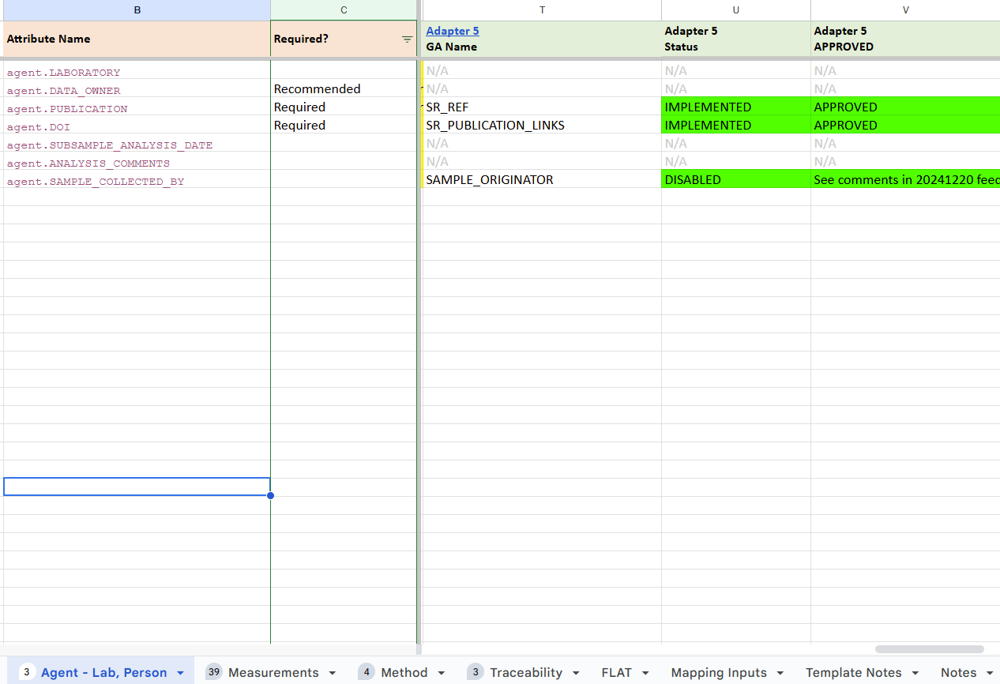 B C T U V
Attribute Name Required? Adapter 5 Adapter 5 Adapter 5
GA Name Status APPROVED
agent.LABORATORY N/A N/A N/A
agent.DATA_OWNER Recommended N/A N/A N/A
agent.PUBLICATION Required SR_REF IMPLEMENTED APPROVED
agent.DOI Required SR_PUBLICATION_LINKS IMPLEMENTED APPROVED
agent.SUBSAMPLE_ANALYSIS_DATE N/A N/A N/A
agent.ANALYSIS_COMMENTS N/A N/A N/A
agent.SAMPLE_COLLECTED_BY SAMPLE_ORIGINATOR DISABLED See comments in 20241220 feed
3 Agent - Lab, Person 39 Measurements 4 Method 3 Traceability FLAT Mapping Inputs Template Notes Notes